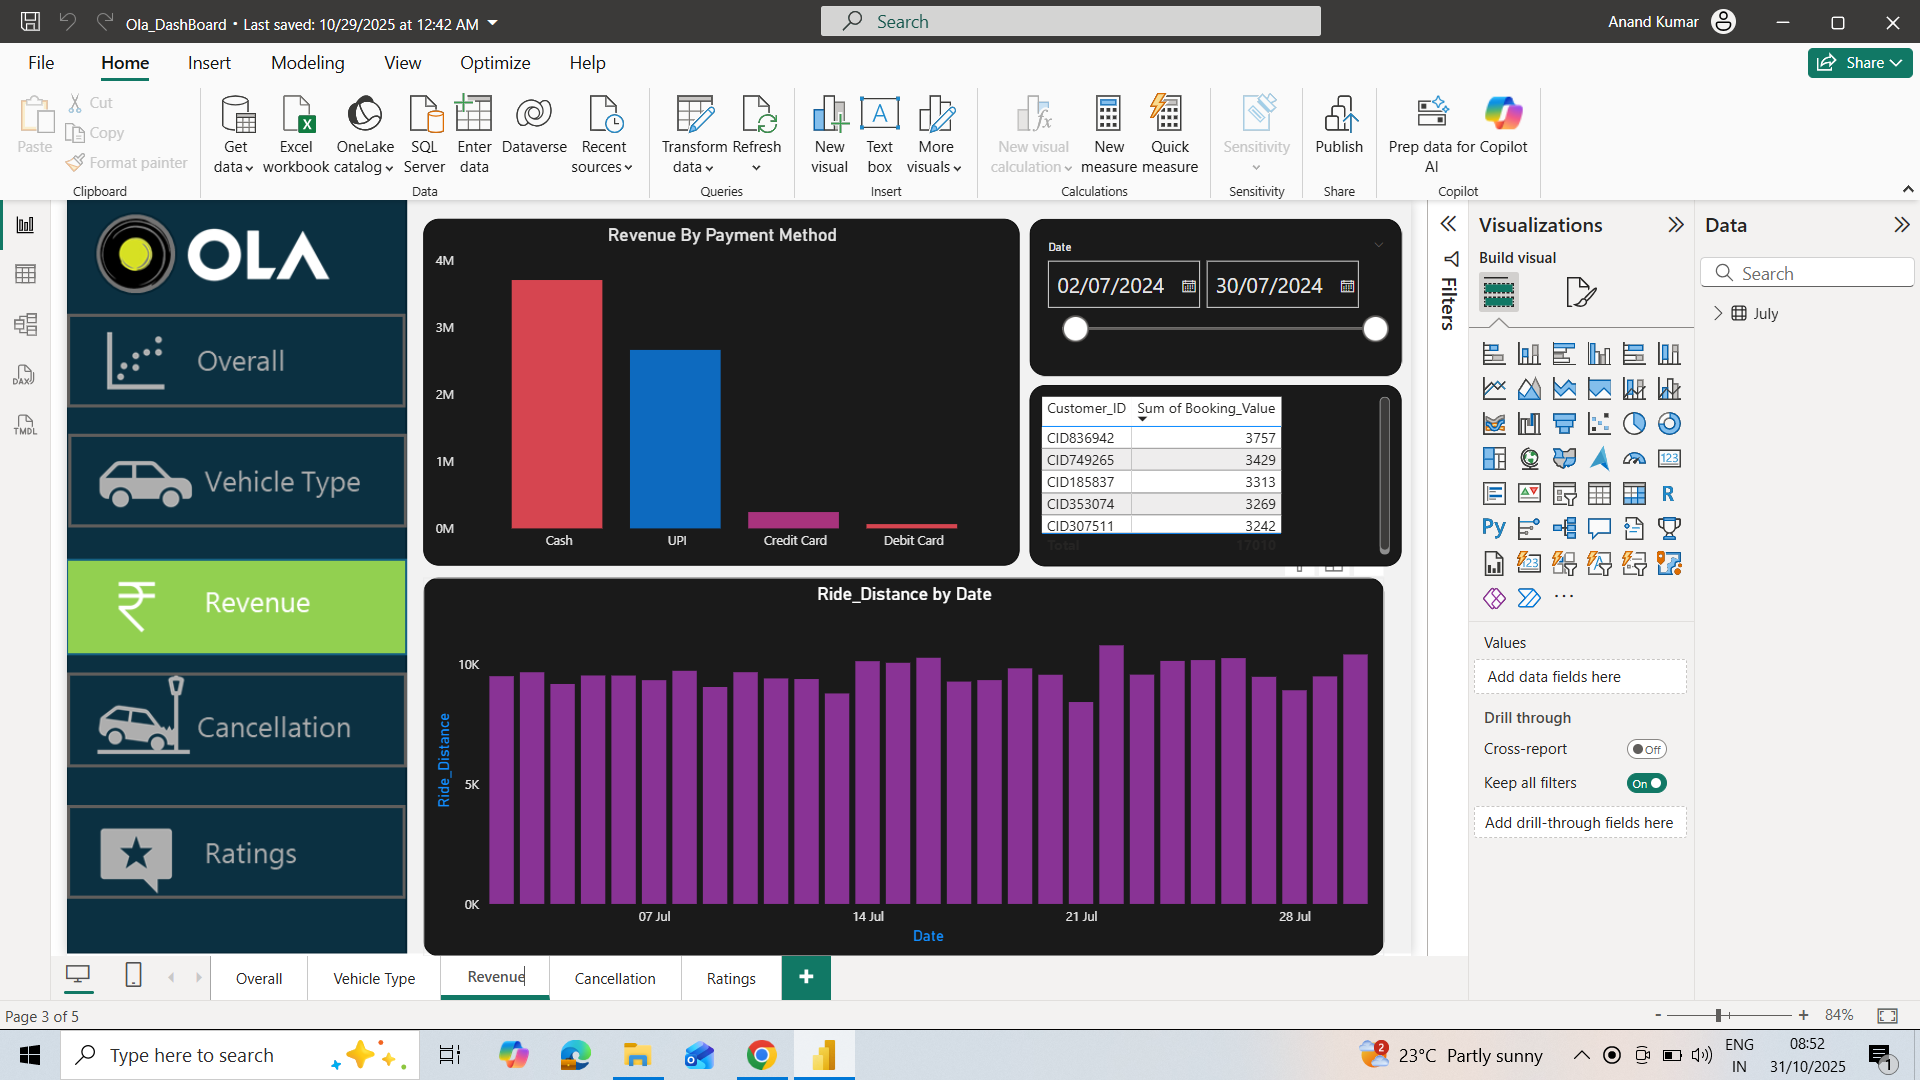 Ola_DashBoard • Last saved: 10/29/2025 at 12:42 AM
Search
Anand Kumar
File
Home
Insert
Modeling
View
Optimize
Help
Share
Paste
Cut
Copy
Format painter
Clipboard
Get data
Excel workbook
OneLake catalog
SQL Server
Enter data
Dataverse
Recent sources
Data
Transform data
Refresh
Queries
New visual
Text box
More visuals
Insert
New visual calculation
New measure
Quick measure
Calculations
Sensitivity
Sensitivity
Publish
Share
Prep data for AI
Copilot
Copilot
DAX
TMDL
OLA
Overall
Vehicle Type
Revenue
Cancellation
Ratings
Revenue By Payment Method
4M
3M
2M
1M
0M
Cash
UPI
Credit Card
Debit Card
Date
02/07/2024
30/07/2024
Customer_ID Sum of Booking_Value
CID836942 3757
CID749265 3429
CID185837 3313
CID353074 3269
CID307511 3242
Total 17010
Ride_Distance by Date
Ride_Distance
10K
5K
0K
07 Jul
14 Jul
21 Jul
28 Jul
Date
Filters
Visualizations
Build visual
123
R
Py
123
Values
Add data fields here
Drill through
Cross-report
Off
Keep all filters
On
Add drill-through fields here
Data
Search
July
Overall
Vehicle Type
Revenue
Cancellation
Ratings
Page 3 of 5
84%
Type here to search
2
23°C Partly sunny
ENG
IN
08:52
31/10/2025
1